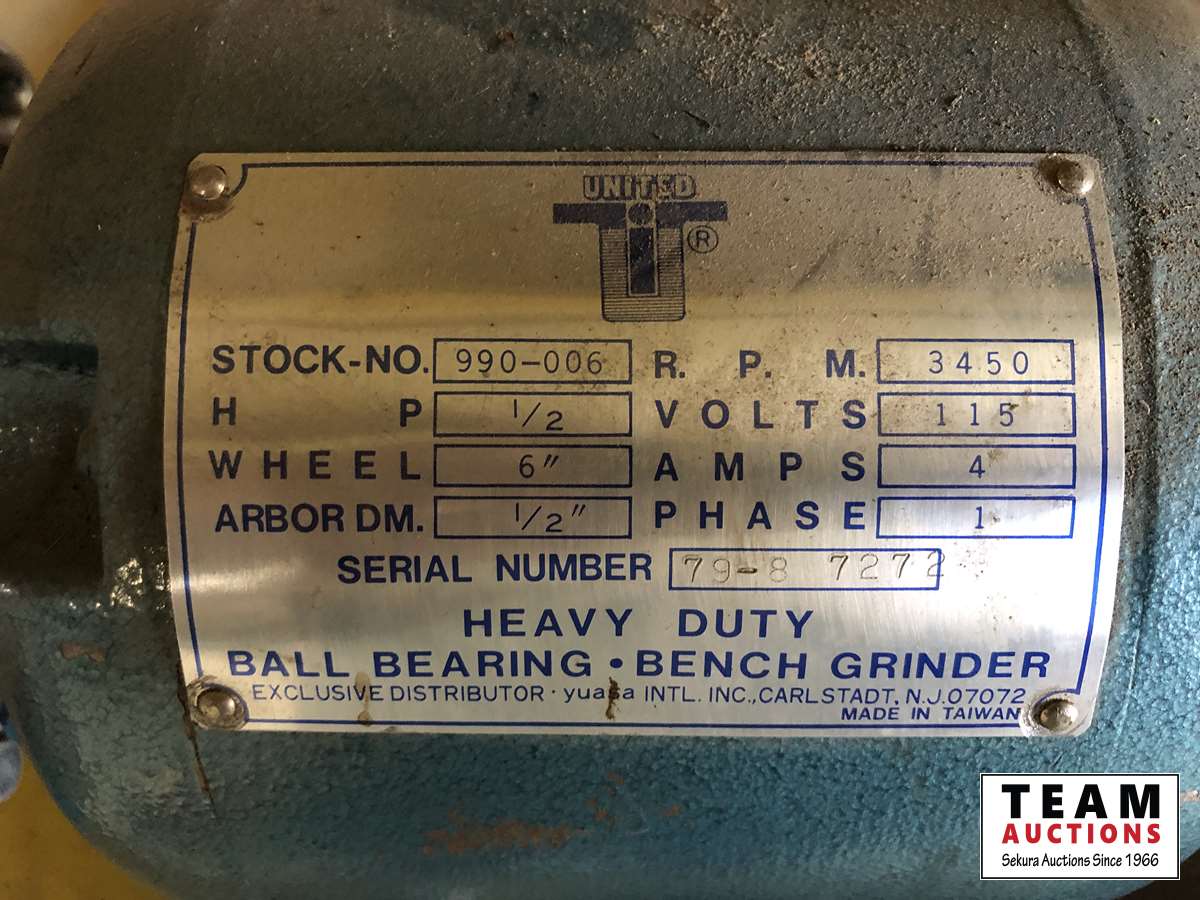 UNITED
®
STOCK-NO. 990-006 R. P. M. 3450
H P 1/2 VOLTS 115
WHEEL 6" AMPS 4
ARBOR DM. 1/2" PHASE 1
SERIAL NUMBER 79-8 7272
HEAVY DUTY
BALL BEARING • BENCH GRINDER
EXCLUSIVE DISTRIBUTOR · yuasa INTL. INC., CARLSTADT, N.J. 07072
MADE IN TAIWAN
TEAM
AUCTIONS
Sekura Auctions Since 1966